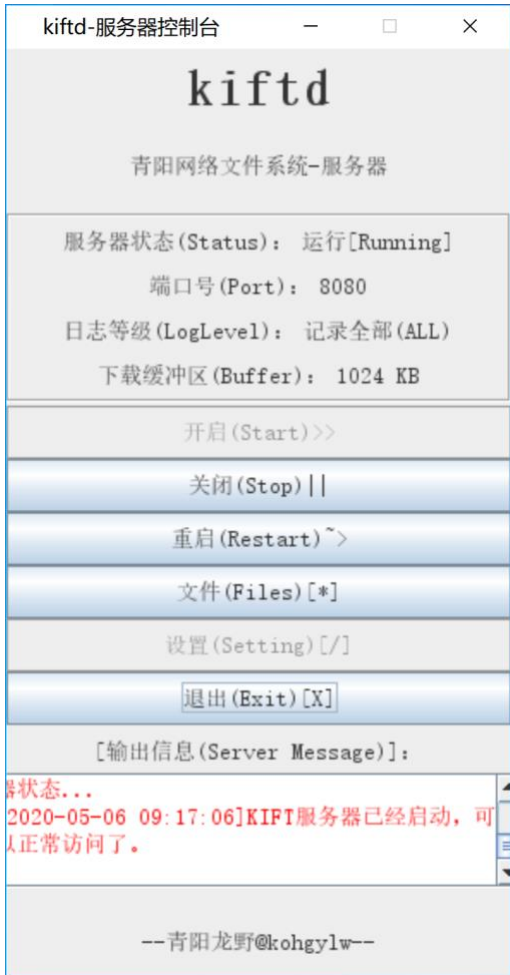 kiftd-服务器控制台
kiftd
青阳网络文件系统-服务器
服务器状态(Status)： 运行[Running]
端口号(Port)： 8080
日志等级(LogLevel)： 记录全部(ALL)
下载缓冲区(Buffer)： 1024 KB
开启(Start)>>
关闭(Stop)||
重启(Restart)~>
文件(Files)[*]
设置(Setting)[/]
退出(Exit)[X]
[输出信息(Server Message)]：
器状态...
2020-05-06 09:17:06]KIFT服务器已经启动，可
以正常访问了。
--青阳龙野@kohgylw--